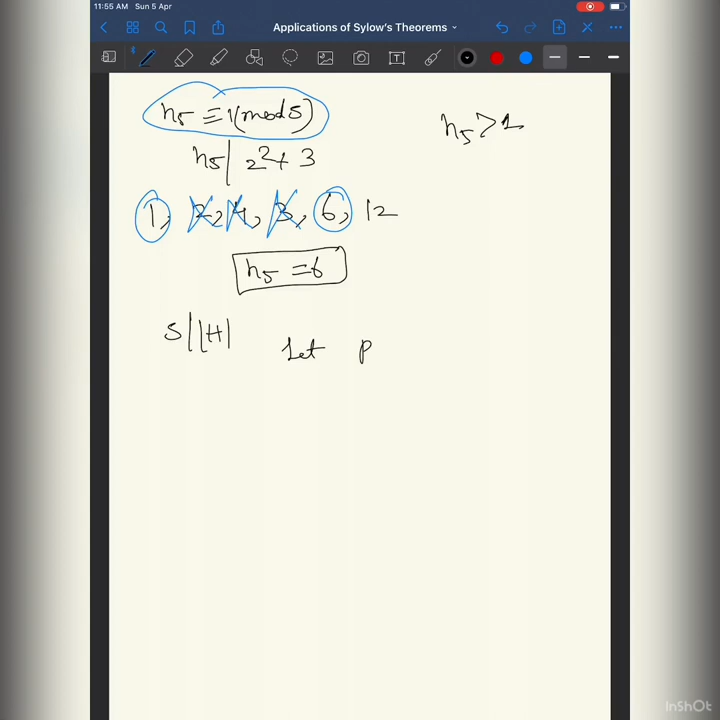 11:55 AM Sun 5 Apr
Applications of Sylow's Theorems
n₅ ≡ 1(mod 5)
n₅ > 1
n₅ | 2² + 3
1, 2, 4, 3, 6, 12
n₅ = 6
5 | |H|
Let P
InShOt